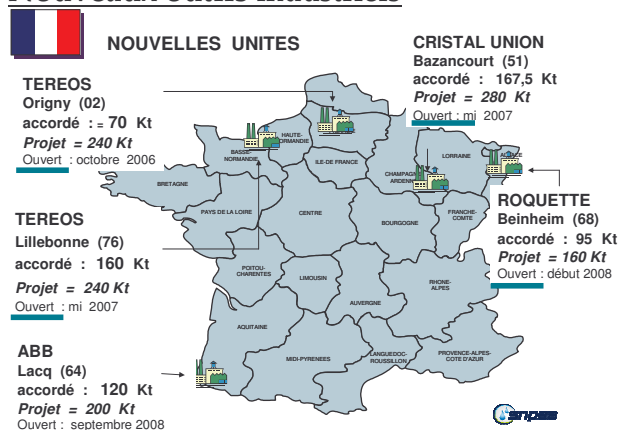 NOUVELLES UNITES
TEREOS
Origny (02)
accordé : = 70 Kt
Projet = 240 Kt
Ouvert : octobre 2006
CRISTAL UNION
Bazancourt (51)
accordé : 167,5 Kt
Projet = 280 Kt
Ouvert : mi 2007
TEREOS
Lillebonne (76)
accordé : 160 Kt
Projet = 240 Kt
Ouvert : mi 2007
ROQUETTE
Beinheim (68)
accordé : 95 Kt
Projet = 160 Kt
Ouvert : début 2008
ABB
Lacq (64)
accordé : 120 Kt
Projet = 200 Kt
Ouvert : septembre 2008
HAUTE-
BASSE-
NORMANDIE
ILE-DE FRANCE
LORRAINE
BRETAGNE
PAYS DE LA LOIRE
CENTRE
BOURGOGNE
FRANCHE-
COMTE
POITOU-
CHARENTES
LIMOUSIN
AUVERGNE
RHONE-
ALPES
AQUITAINE
MIDI-PYRENEES
LANGUEDOC-
ROUSSILLON
PROVENCE-ALPES-
COTE D'AZUR